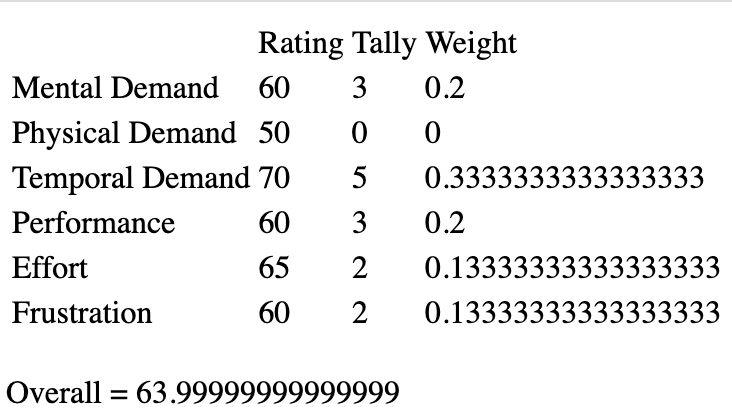 Rating Tally Weight
Mental Demand 60 3 0.2
Physical Demand 50 0 0
Temporal Demand 70 5 0.3333333333333333
Performance 60 3 0.2
Effort 65 2 0.13333333333333333
Frustration 60 2 0.13333333333333333
Overall = 63.99999999999999